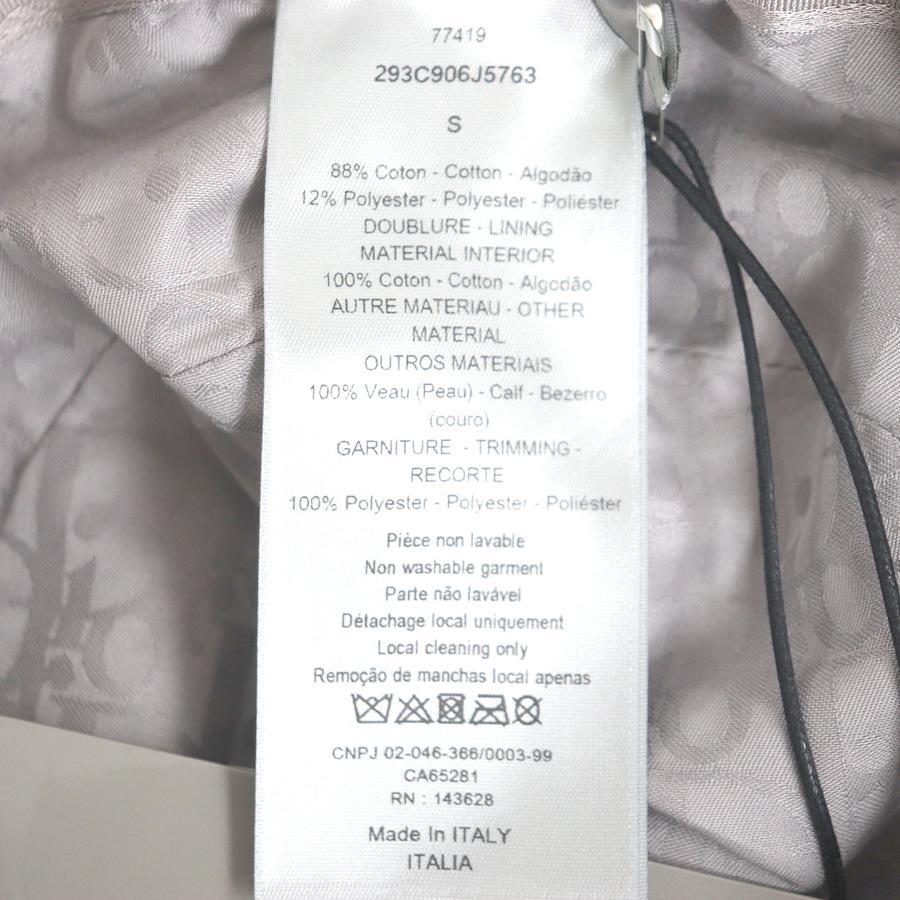 77419
293C906J5763
S
88% Coton - Cotton - Algodão
12% Polyester - Polyester - Poliéster
DOUBLURE - LINING
MATERIAL INTERIOR
100% Coton - Cotton - Algodão
AUTRE MATERIAU - OTHER
MATERIAL
OUTROS MATERIAIS
100% Veau (Peau) - Calf - Bezerro
(couro)
GARNITURE - TRIMMING -
RECORTE
100% Polyester - Polyester - Poliéster
Pièce non lavable
Non washable garment
Parte não lavável
Détachage local uniquement
Local cleaning only
Remoção de manchas local apenas
CNPJ 02-046-366/0003-99
CA65281
RN : 143628
Made In ITALY
ITALIA